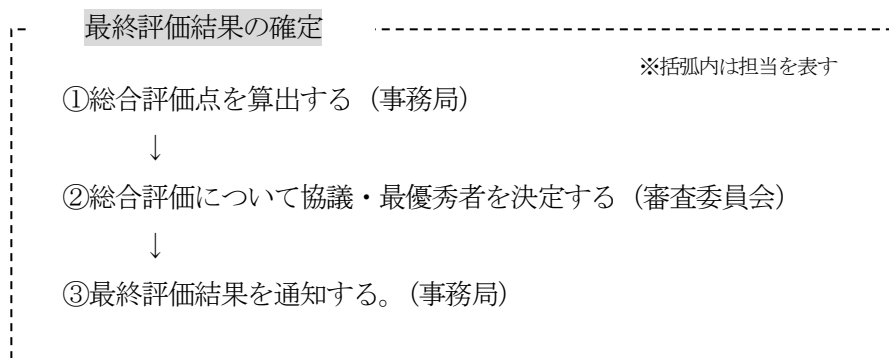 最終評価結果の確定
※括弧内は担当を表す
①総合評価点を算出する（事務局）
↓
②総合評価について協議・最優秀者を決定する（審査委員会）
↓
③最終評価結果を通知する。（事務局）